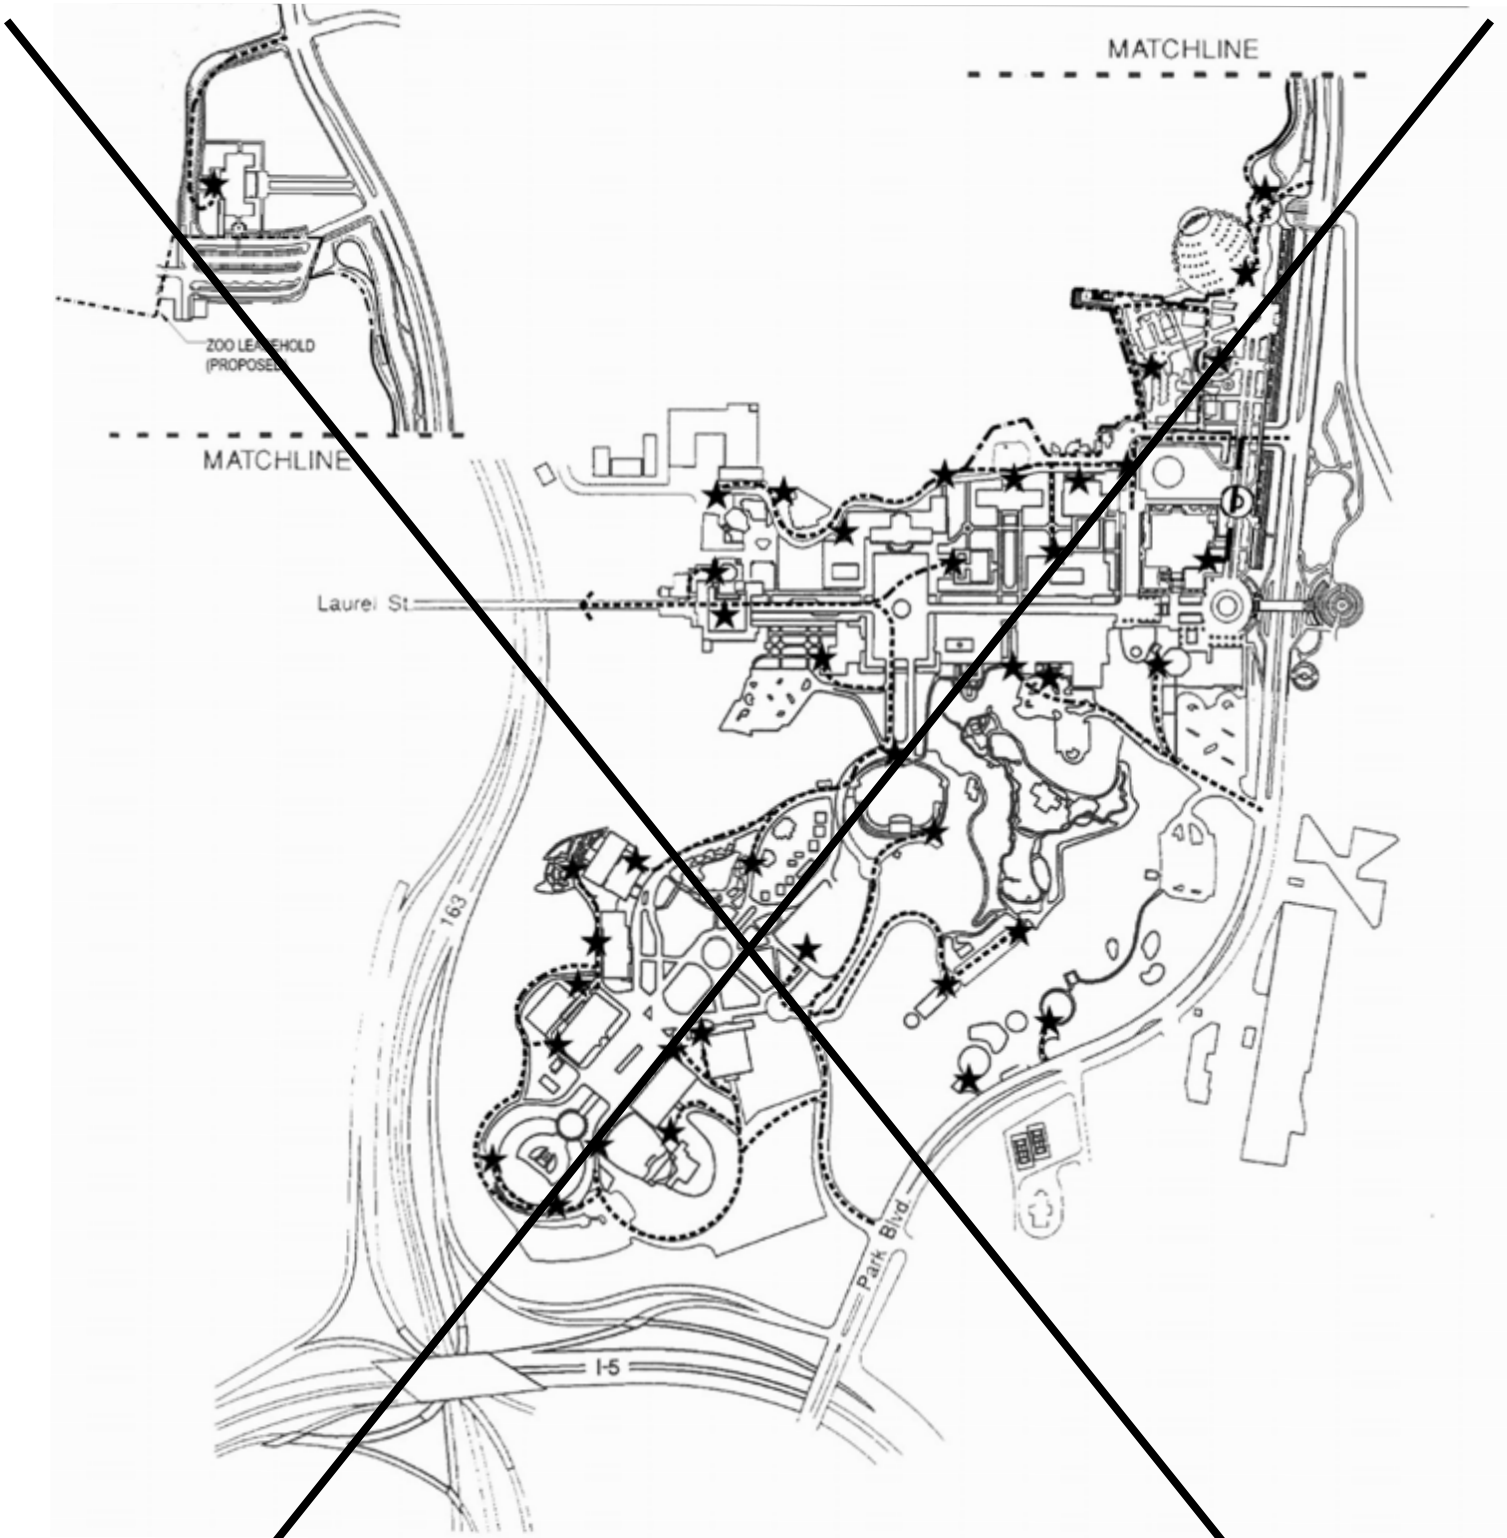 MATCHLINE
ZOO LEASEHOLD
(PROPOSED)
MATCHLINE
Laurel St.
163
Park Blvd.
I-5